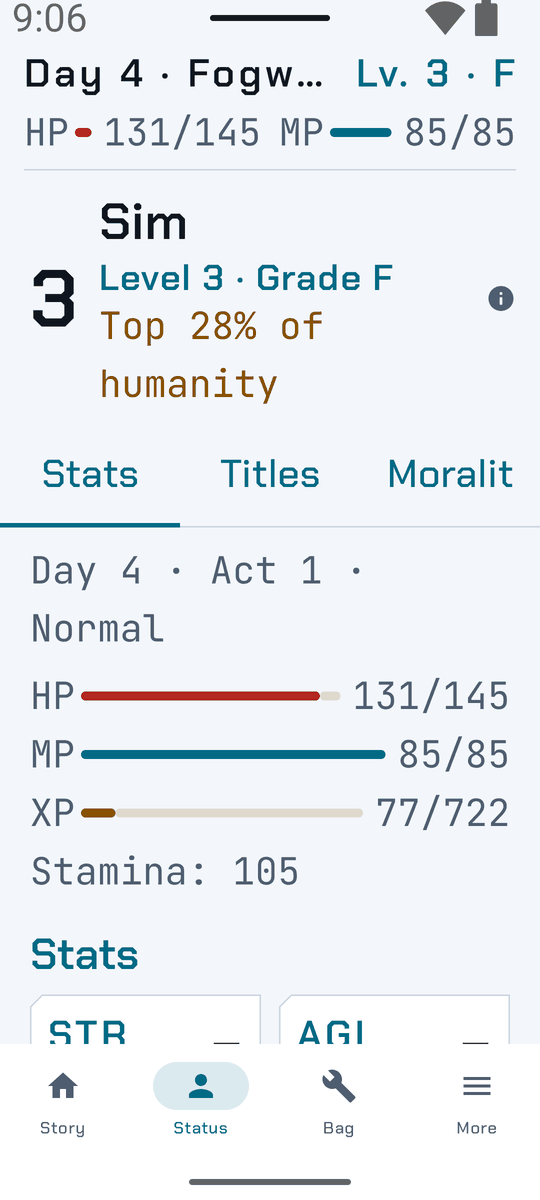 9:06
Day 4 · Fogw… Lv. 3 · F
HP 131/145 MP 85/85
Sim
3
Level 3 · Grade F
Top 28% of
humanity
Stats Titles Moralit
Day 4 · Act 1 ·
Normal
HP 131/145
MP 85/85
XP 77/722
Stamina: 105
Stats
STR AGI
Story Status Bag More